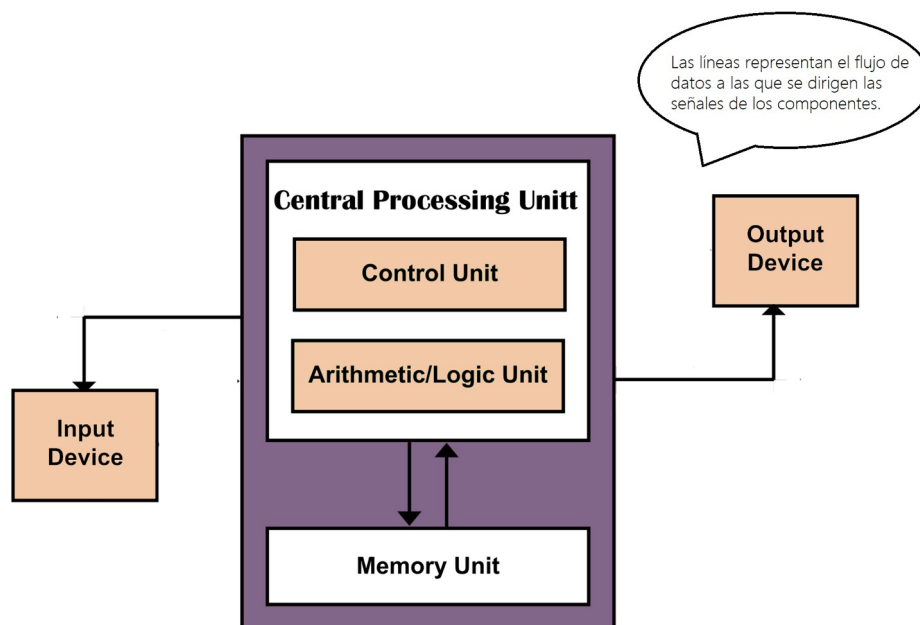 Las líneas representan el flujo de
datos a las que se dirigen las
señales de los componentes.
Central Processing Unitt
Control Unit
Arithmetic/Logic Unit
Memory Unit
Input
Device
Output
Device